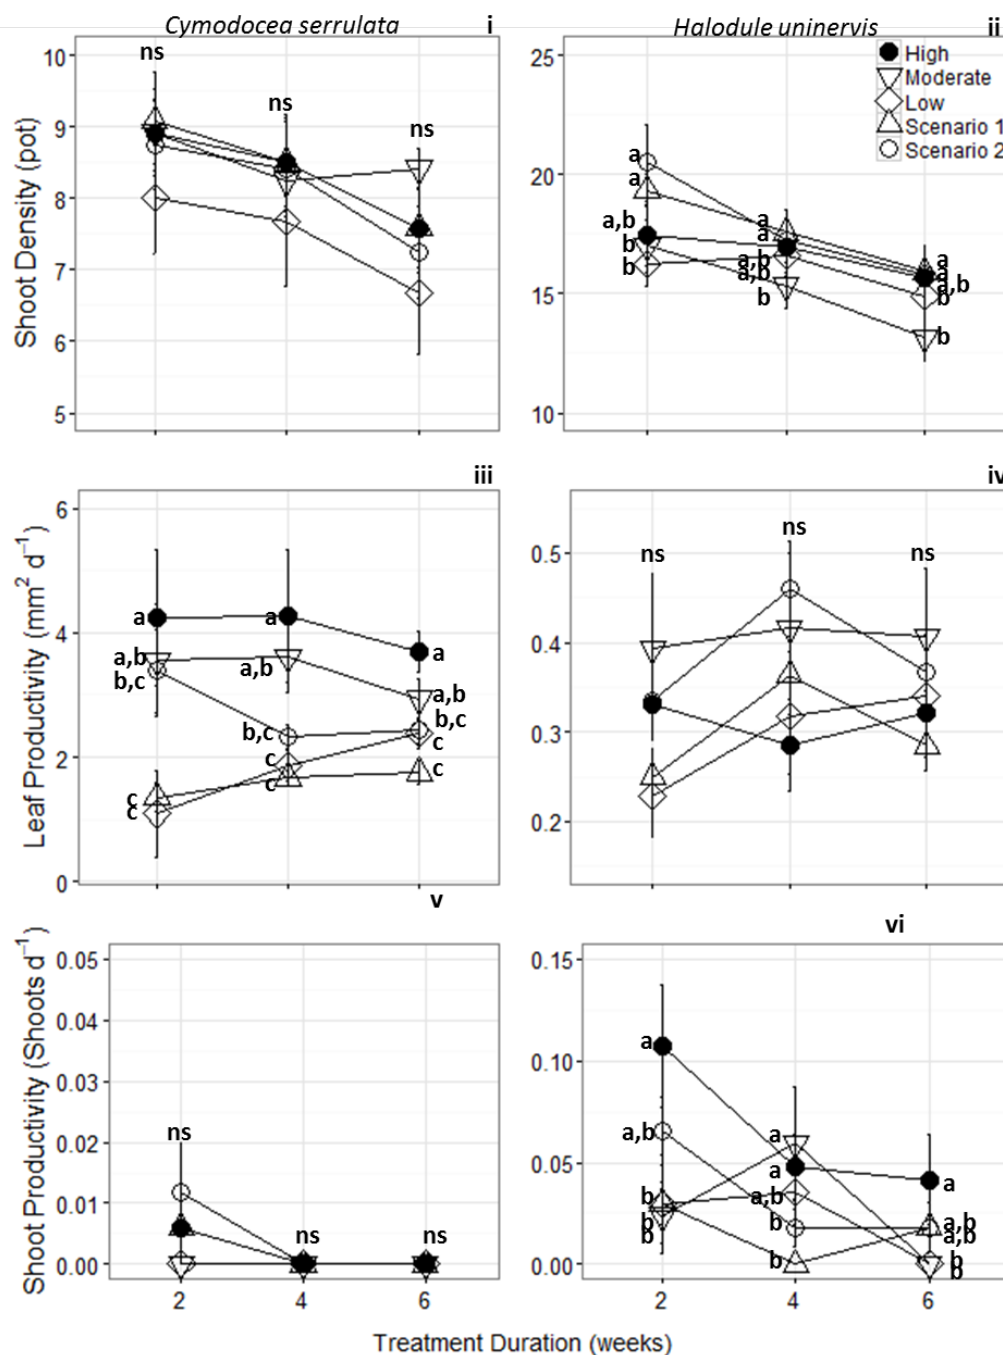 Cymodocea serrulata i
Halodule uninervis ii
High
Moderate
Low
Scenario 1
Scenario 2
Shoot Density (pot)
10
9
8
7
6
5
ns
ns
ns
25
20
15
10
a
a
a,b
b
b
a
a
a,b
a,b
b
a
a
a,b
b
b
iii
Leaf Productivity (mm² d⁻¹)
6
4
2
0
a
a,b
b,c
c
c
a
a,b
b,c
c
c
a
a,b
b,c
c
c
iv
0.5
0.4
0.3
0.2
ns
ns
ns
v
Shoot Productivity (Shoots d⁻¹)
0.05
0.04
0.03
0.02
0.01
0.00
ns
ns
ns
2
4
6
vi
0.15
0.10
0.05
0.00
a
a,b
b
b
a
a
a,b
b
b
a
a,b
a,b
b
b
2
4
6
Treatment Duration (weeks)